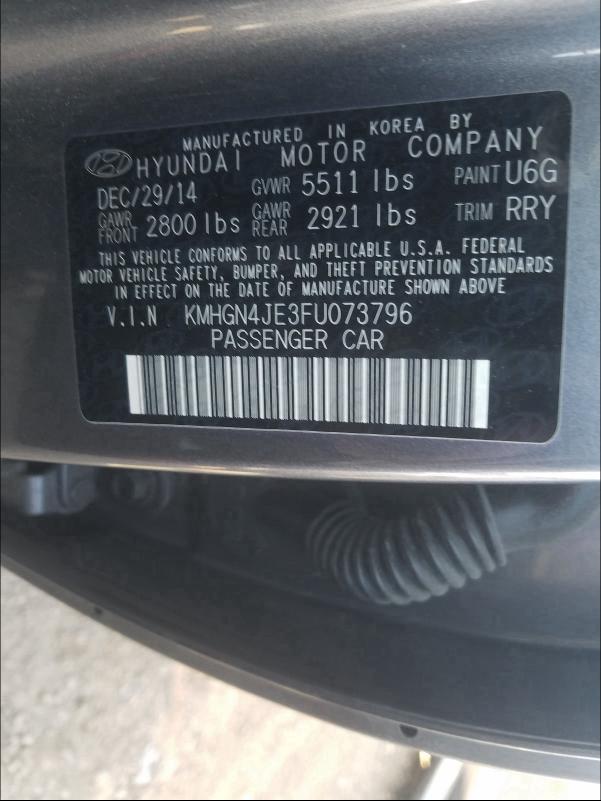 MANUFACTURED IN KOREA BY
HYUNDAI MOTOR COMPANY
DEC/29/14 GVWR 5511 lbs PAINT U6G
GAWR FRONT 2800 lbs GAWR REAR 2921 lbs TRIM RRY
THIS VEHICLE CONFORMS TO ALL APPLICABLE U.S.A. FEDERAL
MOTOR VEHICLE SAFETY, BUMPER, AND THEFT PREVENTION STANDARDS
IN EFFECT ON THE DATE OF MANUFACTURE SHOWN ABOVE
V.I.N KMHGN4JE3FU073796
PASSENGER CAR